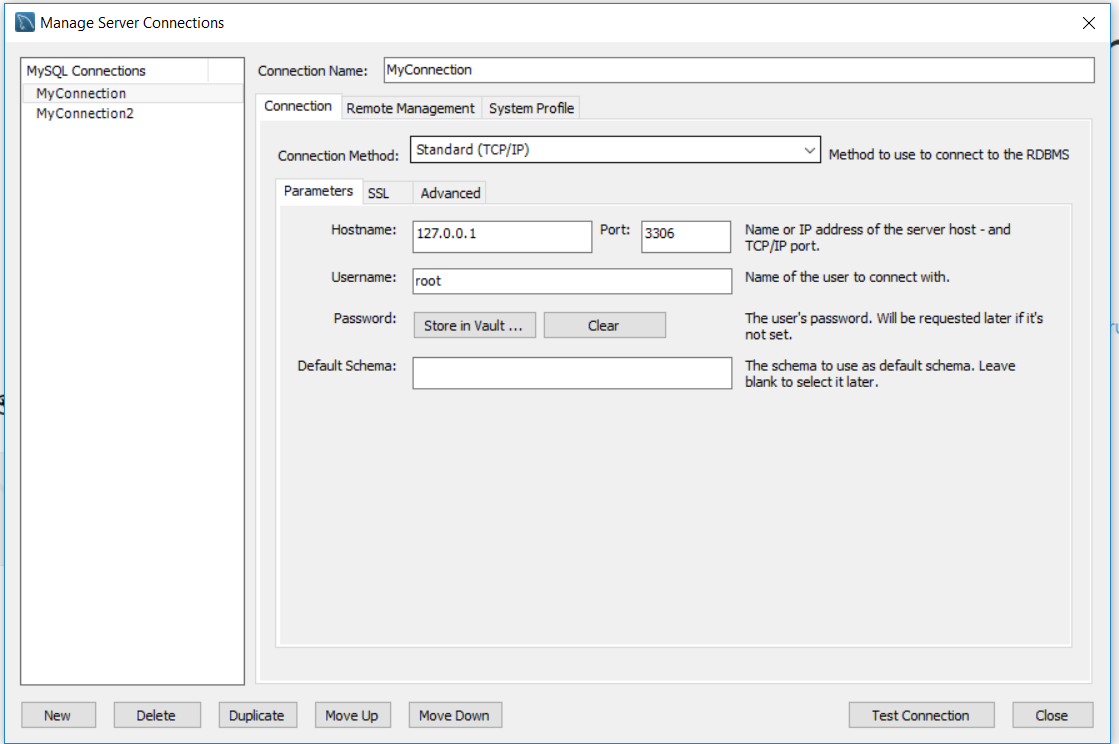 Manage Server Connections
MySQL Connections
MyConnection
MyConnection2
Connection Name: MyConnection
Connection Remote Management System Profile
Connection Method: Standard (TCP/IP) Method to use to connect to the RDBMS
Parameters SSL Advanced
Hostname: 127.0.0.1 Port: 3306 Name or IP address of the server host - and
TCP/IP port.
Username: root Name of the user to connect with.
Password: Store in Vault ... Clear The user's password. Will be requested later if it's
not set.
Default Schema: The schema to use as default schema. Leave
blank to select it later.
New Delete Duplicate Move Up Move Down Test Connection Close